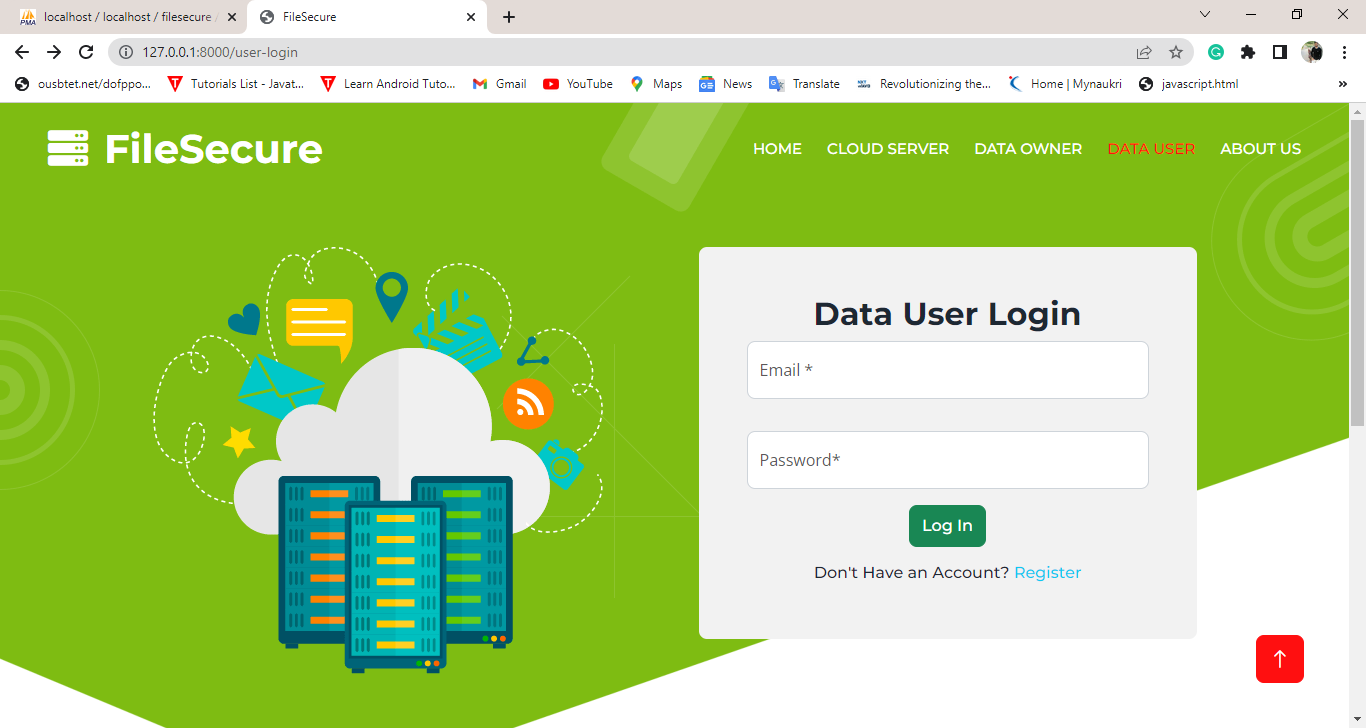 localhost / localhost / filesecure /
FileSecure
127.0.0.1:8000/user-login
ousbtet.net/dofppo... Tutorials List - Javat... Learn Android Tuto... Gmail YouTube Maps News Translate Revolutionizing the... Home | Mynaukri javascript.html »
FileSecure
HOME CLOUD SERVER DATA OWNER DATA USER ABOUT US
Data User Login
Email *
Password*
Log In
Don't Have an Account? Register